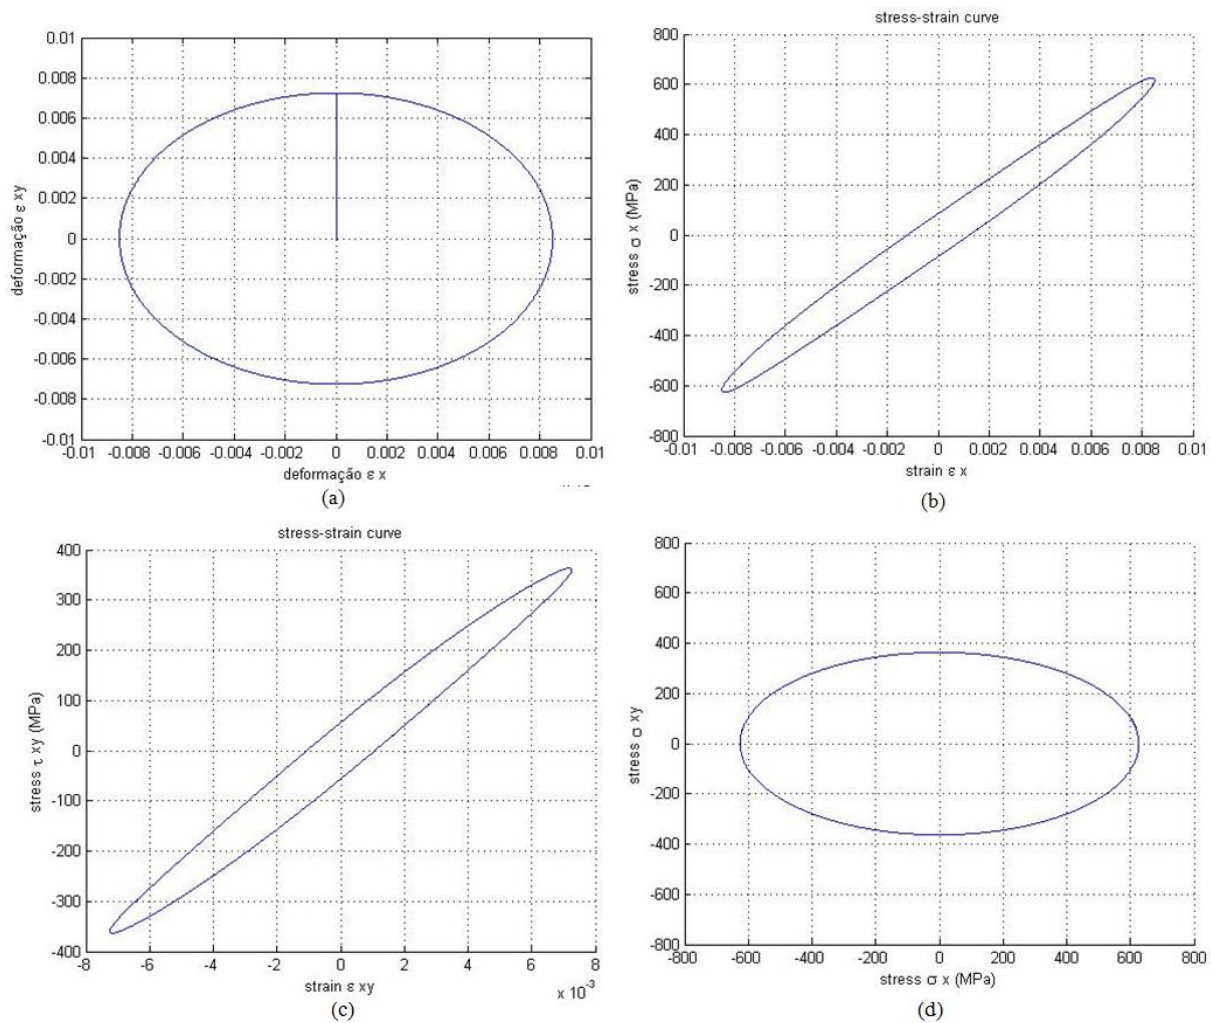 0.01
0.008
0.006
0.004
0.002
0
-0.002
-0.004
-0.006
-0.008
-0.01
deformação ε xy
-0.01 -0.008 -0.006 -0.004 -0.002 0 0.002 0.004 0.006 0.008 0.01
deformação ε x
(a)
stress-strain curve
800
600
400
200
0
-200
-400
-600
-800
stress σ x (MPa)
-0.01 -0.008 -0.006 -0.004 -0.002 0 0.002 0.004 0.006 0.008 0.01
strain ε x
(b)
stress-strain curve
400
300
200
100
0
-100
-200
-300
-400
stress τ xy (MPa)
-8 -6 -4 -2 0 2 4 6 8
strain ε xy
x 10⁻³
(c)
800
600
400
200
0
-200
-400
-600
-800
stress σ xy
-800 -600 -400 -200 0 200 400 600 800
stress σ x (MPa)
(d)